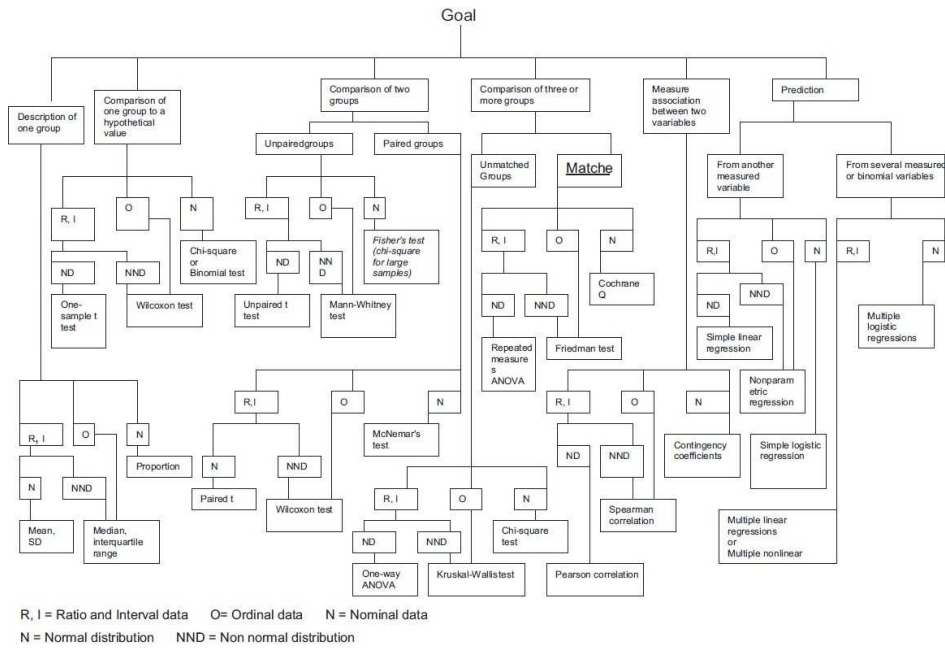 Goal
Description of
one group
Comparison of
one group to a
hypothetical
value
Comparison of two
groups
Comparison of three or
more groups
Measure
association
between two
vaariables
Prediction
Unpairedgroups
Paired groups
Unmatched
Groups
Matche
From another
measured
variable
From several measured
or binomial variables
R, I
O
N
R, I
O
N
R, I
O
N
R,I
O
N
R,I
N
ND
NND
Chi-square
or
Binomial test
ND
NN
D
Fisher's test
(chi-square
for large
samples)
ND
NND
Cochrane
Q
ND
NND
Multiple
logistic
regressions
One-
sample t
test
Wilcoxon test
Unpaired t
test
Mann-Whitney
test
Repeated
measure
s
ANOVA
Friedman test
Simple linear
regression
Nonparam
etric
regression
Simple logistic
regression
R, I
O
N
R,I
O
N
McNemar's
test
R, I
O
N
N
NND
Proportion
N
NND
ND
NND
Contingency
coefficients
Mean,
SD
Median,
interquartile
range
Paired t
Wilcoxon test
R, I
O
N
Spearman
correlation
Multiple linear
regressions
or
Multiple nonlinear
ND
NND
Chi-square
test
One-way
ANOVA
Kruskal-Wallistest
Pearson correlation
R, I = Ratio and Interval data O= Ordinal data N = Nominal data
N = Normal distribution NND = Non normal distribution